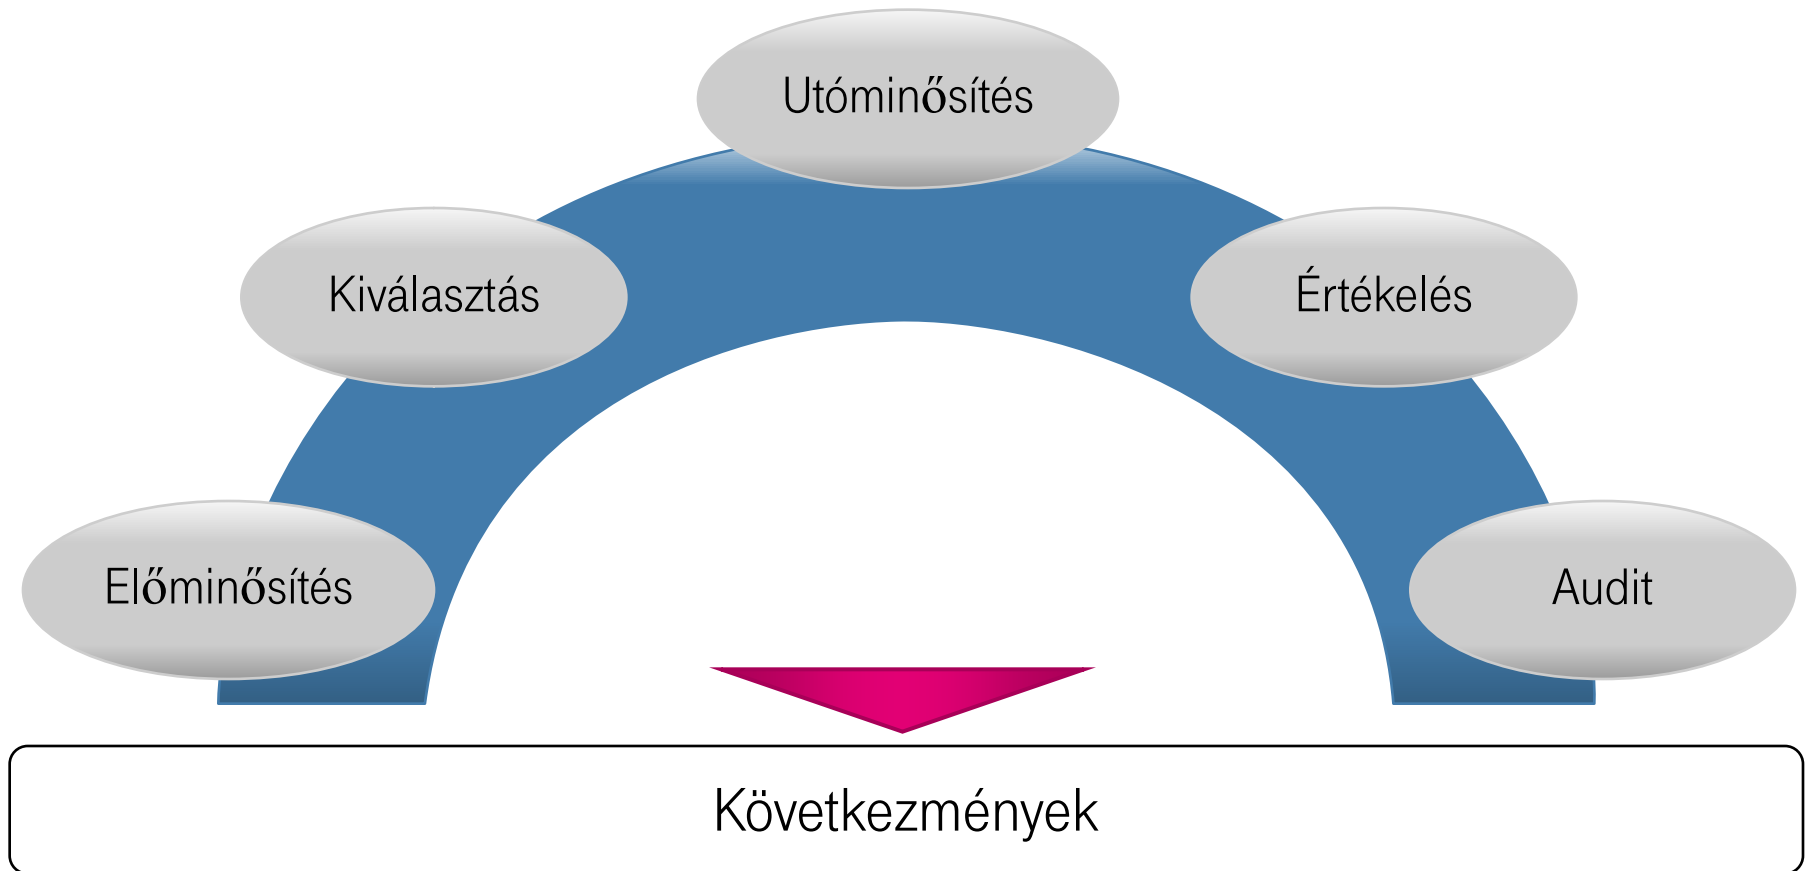 Utóminősítés
Kiválasztás
Értékelés
Előminősítés
Audit
Következmények